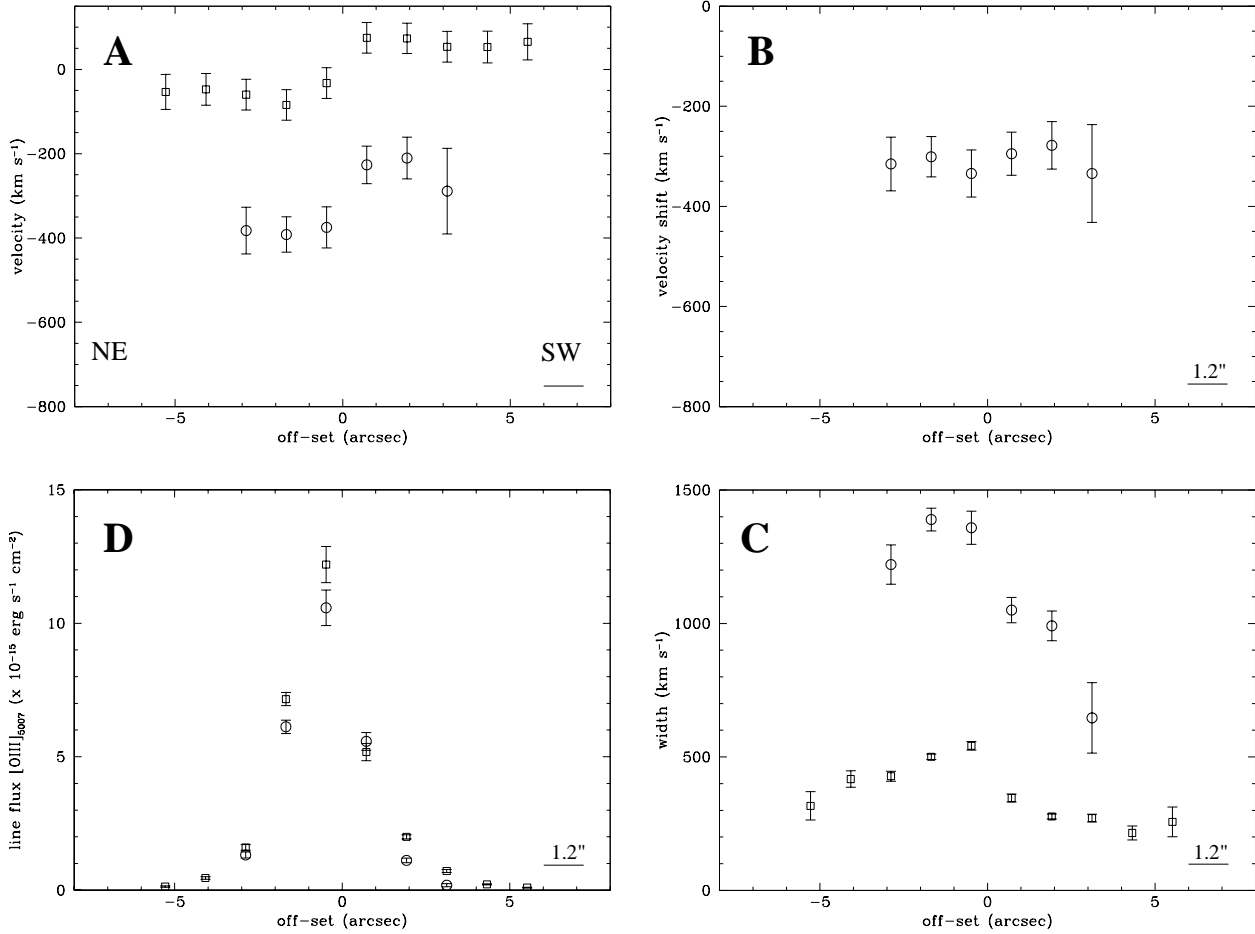 A
0
−200
−400
−600
−800
velocity (km s⁻¹)
NE
SW
−5
0
5
off−set (arcsec)
B
0
−200
−400
−600
−800
velocity shift (km s⁻¹)
1.2"
−5
0
5
off−set (arcsec)
D
15
10
5
0
line flux [OIII]₅₀₀₇ (x 10⁻¹⁵ erg s⁻¹ cm⁻²)
1.2"
−5
0
5
off−set (arcsec)
C
1500
1000
500
0
width (km s⁻¹)
1.2"
−5
0
5
off−set (arcsec)